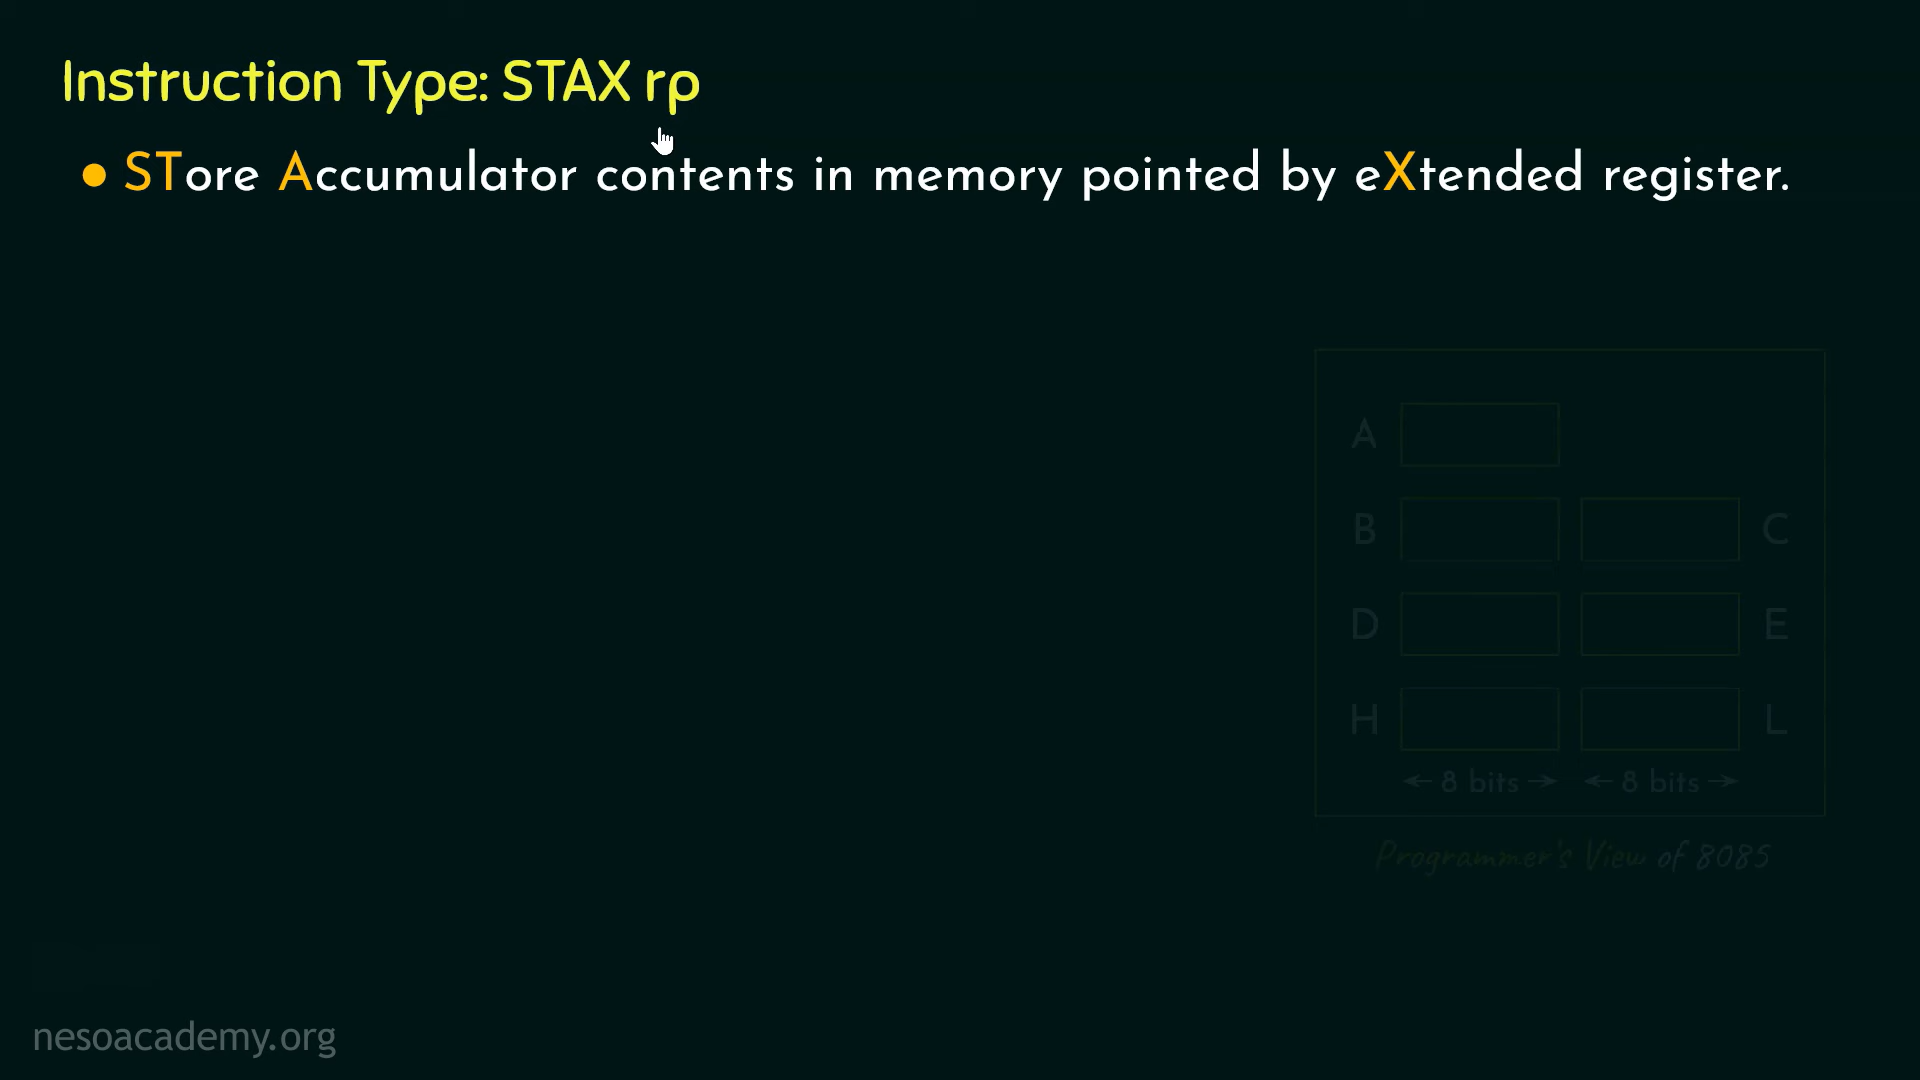 Instruction Type: STAX rp
● STore Accumulator contents in memory pointed by eXtended register.
A
B C
D E
H L
← 8 bits → ← 8 bits →
Programmer's View of 8085
nesoacademy.org